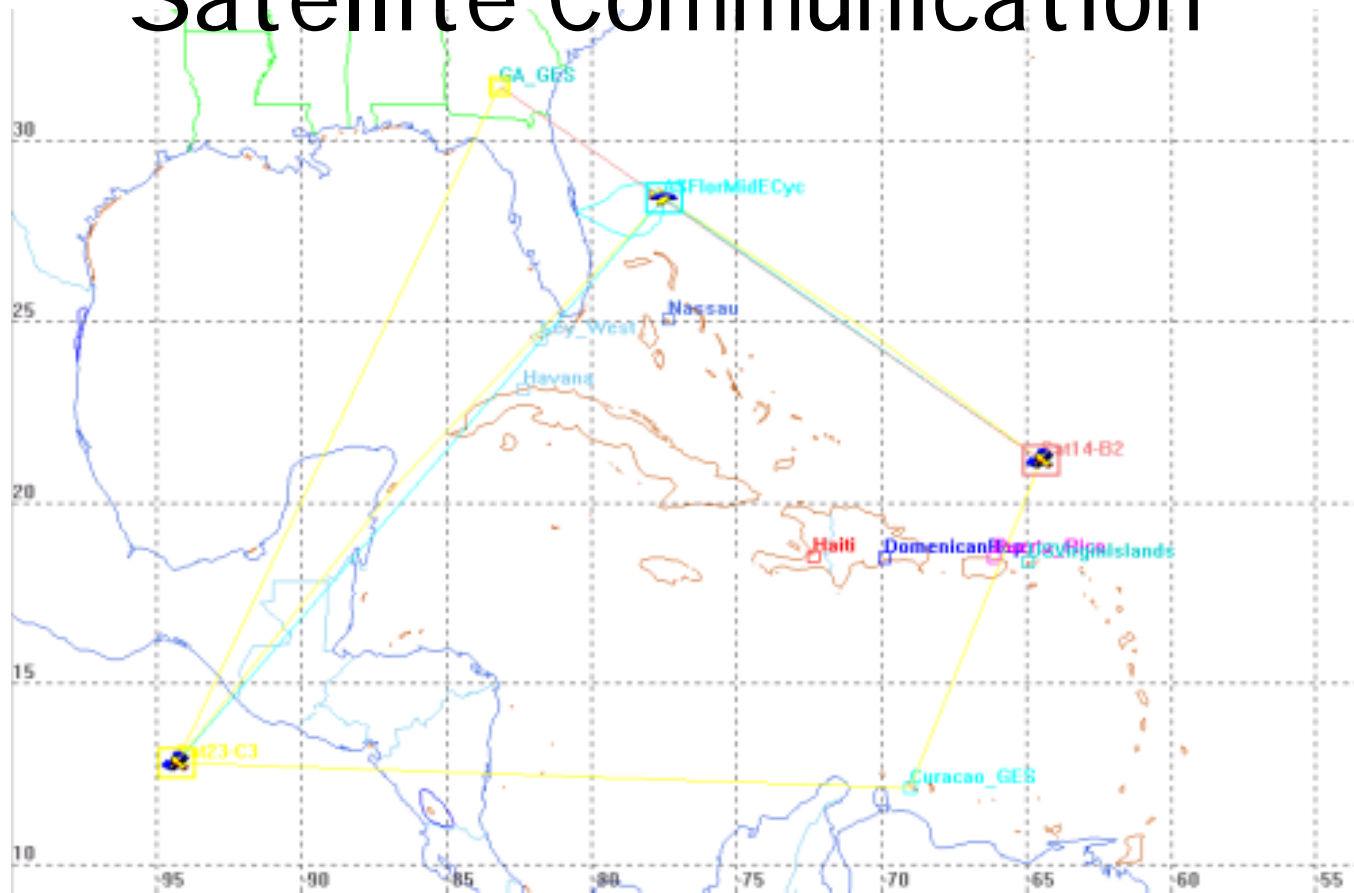 Satellite Communication
GA_GES
30
25
Nassau
Key_West
Havana
20
Haiti
15
Curacao_GES
10
-95 -90 -85 -80 -75 -70 -65 -60 -55